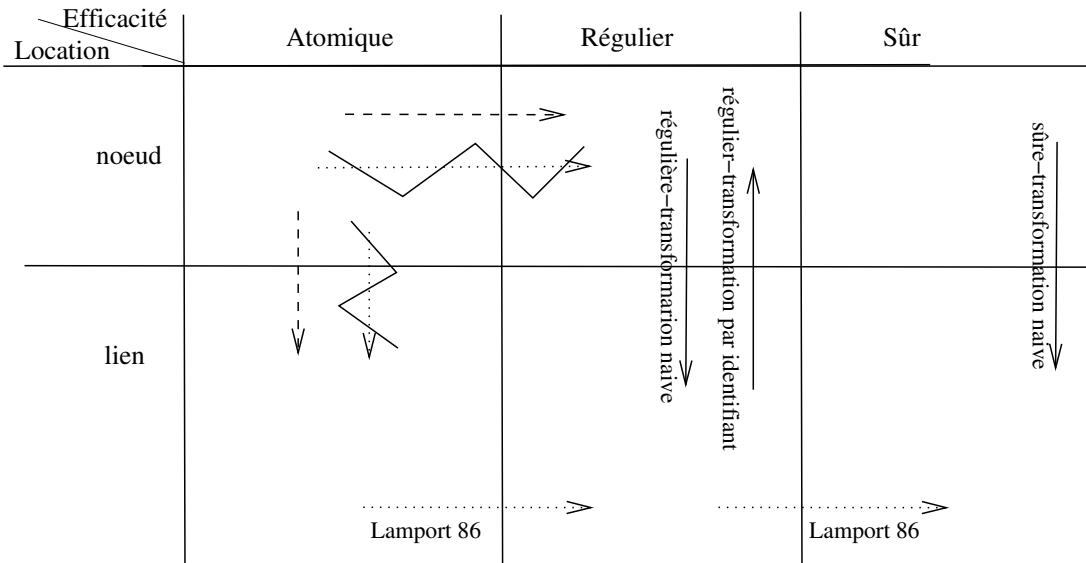 Efficacité
Location
Atomique
Régulier
Sûr
noeud
lien
régulière-transformarion naive
régulier-transformation par identifiant
sûre-transformation naive
Lamport 86
Lamport 86